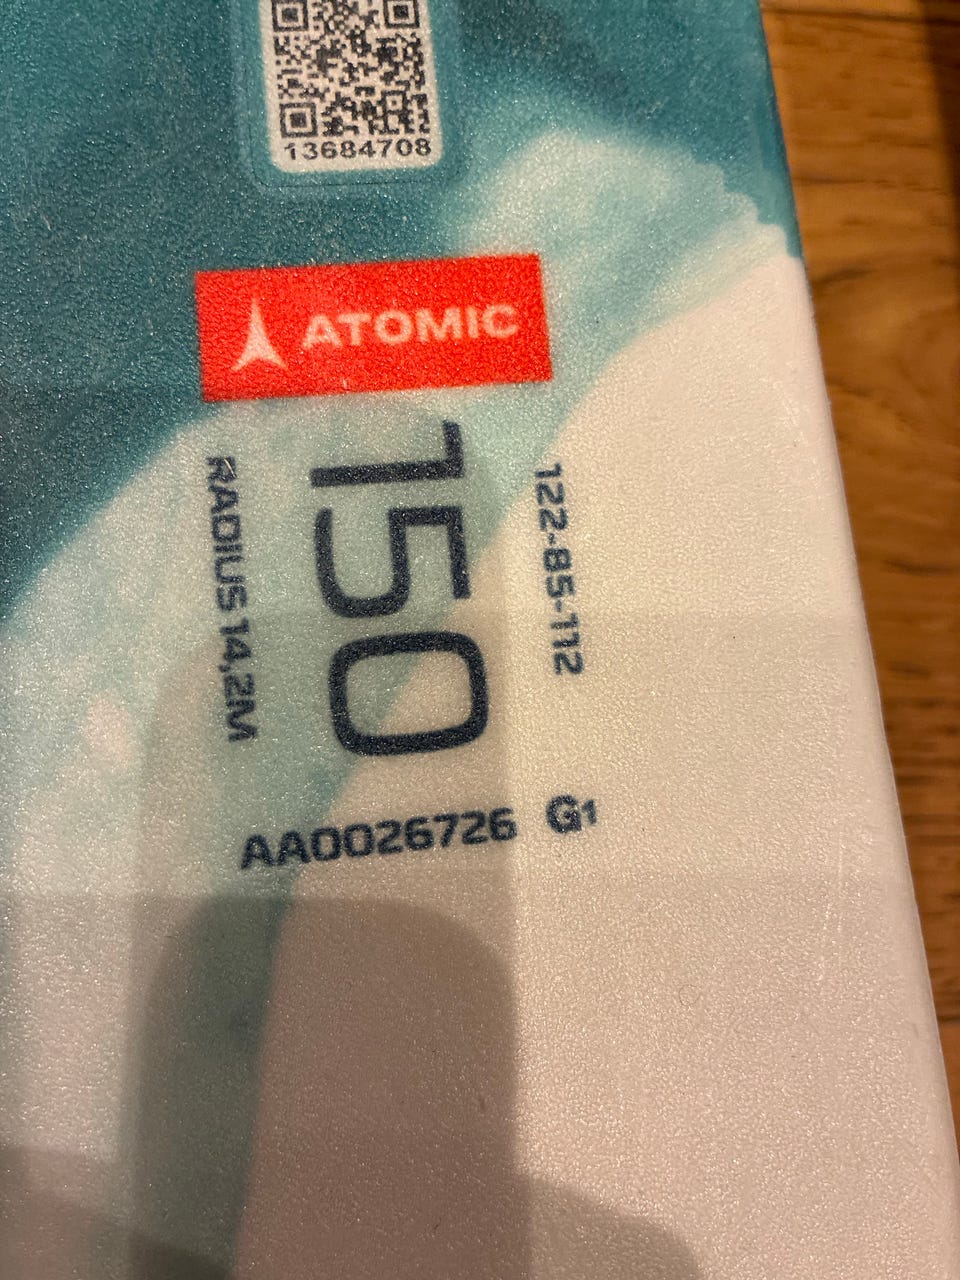 13684708
ATOMIC
122-85-112
150
RADIUS 14,2M
AA0026726 G1